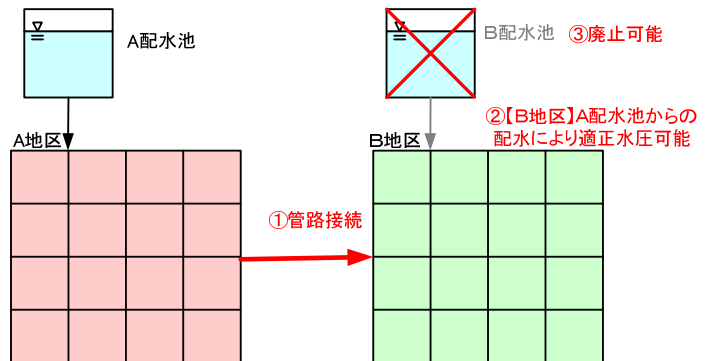 A配水池
B配水池
③廃止可能
②【B地区】A配水池からの
配水により適正水圧可能
A地区
B地区
①管路接続